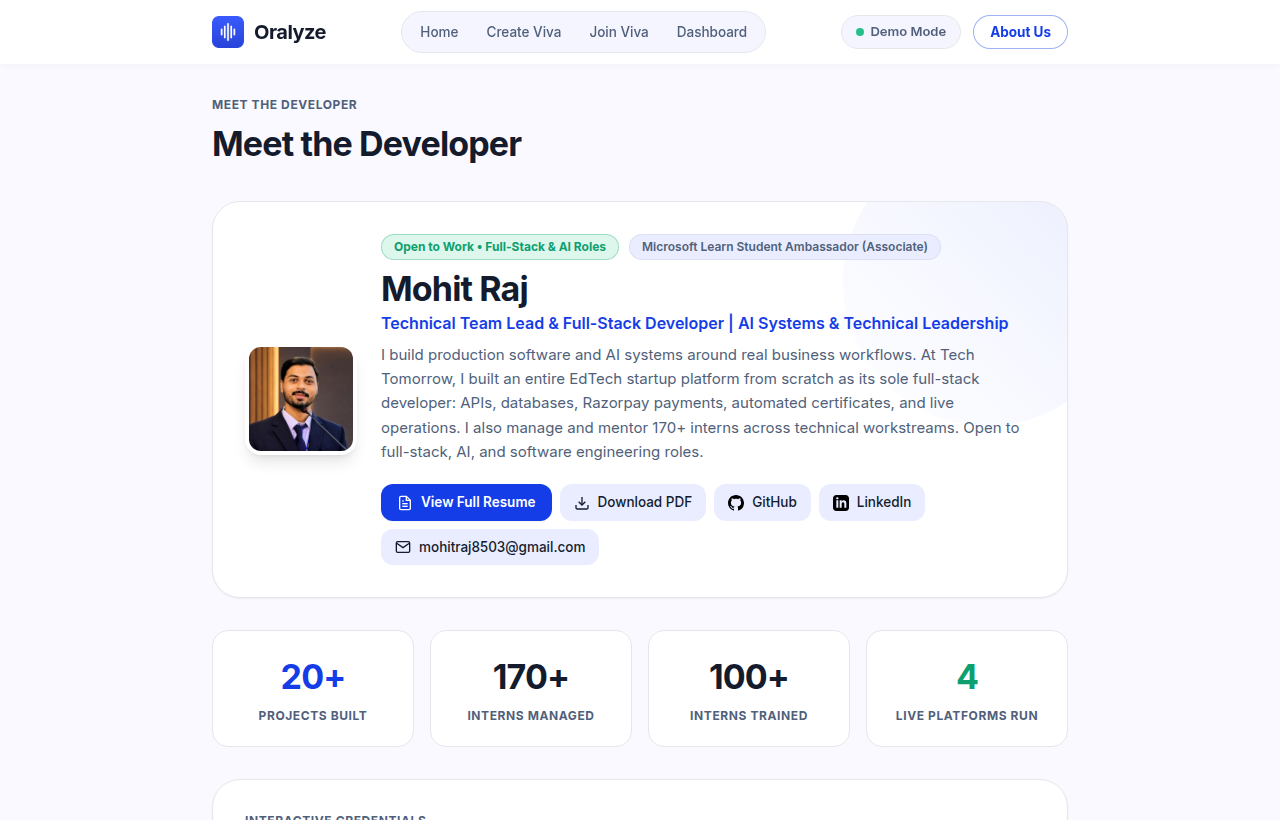 Oralyze
Home
Create Viva
Join Viva
Dashboard
Demo Mode
About Us
MEET THE DEVELOPER
Meet the Developer
Open to Work • Full-Stack & AI Roles
Microsoft Learn Student Ambassador (Associate)
Mohit Raj
Technical Team Lead & Full-Stack Developer | AI Systems & Technical Leadership
I build production software and AI systems around real business workflows. At Tech
Tomorrow, I built an entire EdTech startup platform from scratch as its sole full-stack
developer: APIs, databases, Razorpay payments, automated certificates, and live
operations. I also manage and mentor 170+ interns across technical workstreams. Open to
full-stack, AI, and software engineering roles.
View Full Resume
Download PDF
GitHub
LinkedIn
mohitraj8503@gmail.com
20+
PROJECTS BUILT
170+
INTERNS MANAGED
100+
INTERNS TRAINED
4
LIVE PLATFORMS RUN
INTERACTIVE CREDENTIALS